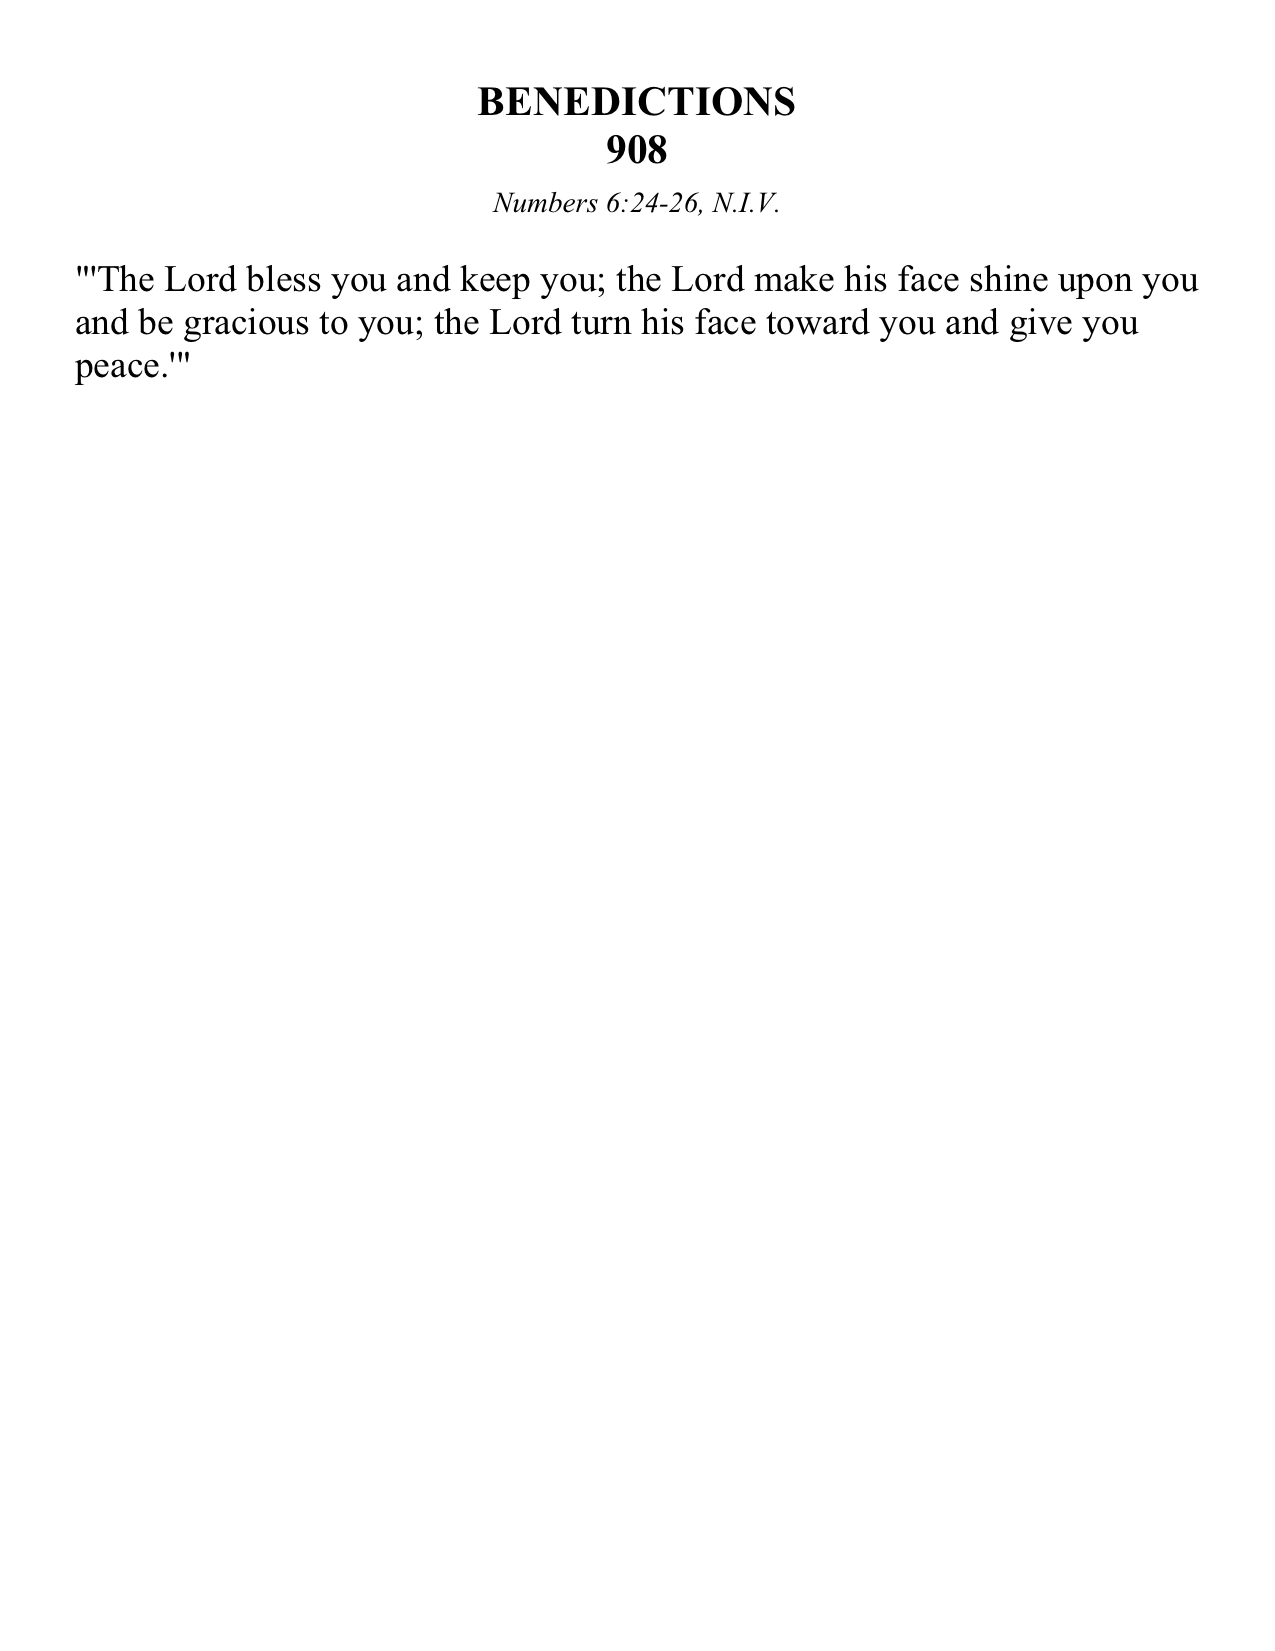 BENEDICTIONS
908
Numbers 6:24-26, N.I.V.
"'The Lord bless you and keep you; the Lord make his face shine upon you
and be gracious to you; the Lord turn his face toward you and give you
peace.'"